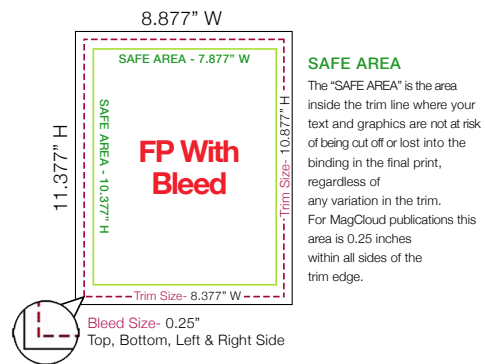 8.877” W
SAFE AREA - 7.877” W
SAFE AREA - 10.377” H
11.377” H
FP With
Bleed
Trim Size- 10.877” H
Trim Size- 8.377” W
Bleed Size- 0.25”
Top, Bottom, Left & Right Side
SAFE AREA
The “SAFE AREA” is the area
inside the trim line where your
text and graphics are not at risk
of being cut off or lost into the
binding in the final print,
regardless of
any variation in the trim.
For MagCloud publications this
area is 0.25 inches
within all sides of the
trim edge.